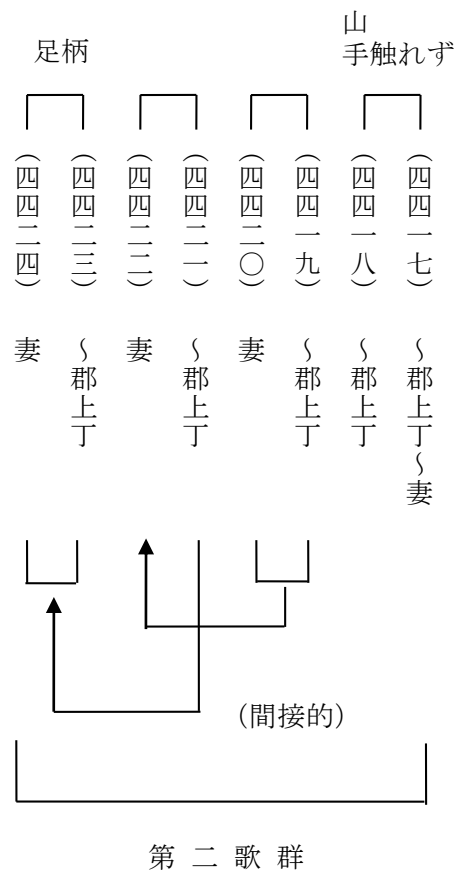 山
手触れず
足柄
(四四一七) ～郡上丁～妻
(四四一八) ～郡上丁
(四四一九) ～郡上丁
(四四二〇) 妻
(四四二一) ～郡上丁
(四四二二) 妻
(四四二三) ～郡上丁
(四四二四) 妻
(間接的)
第二歌群